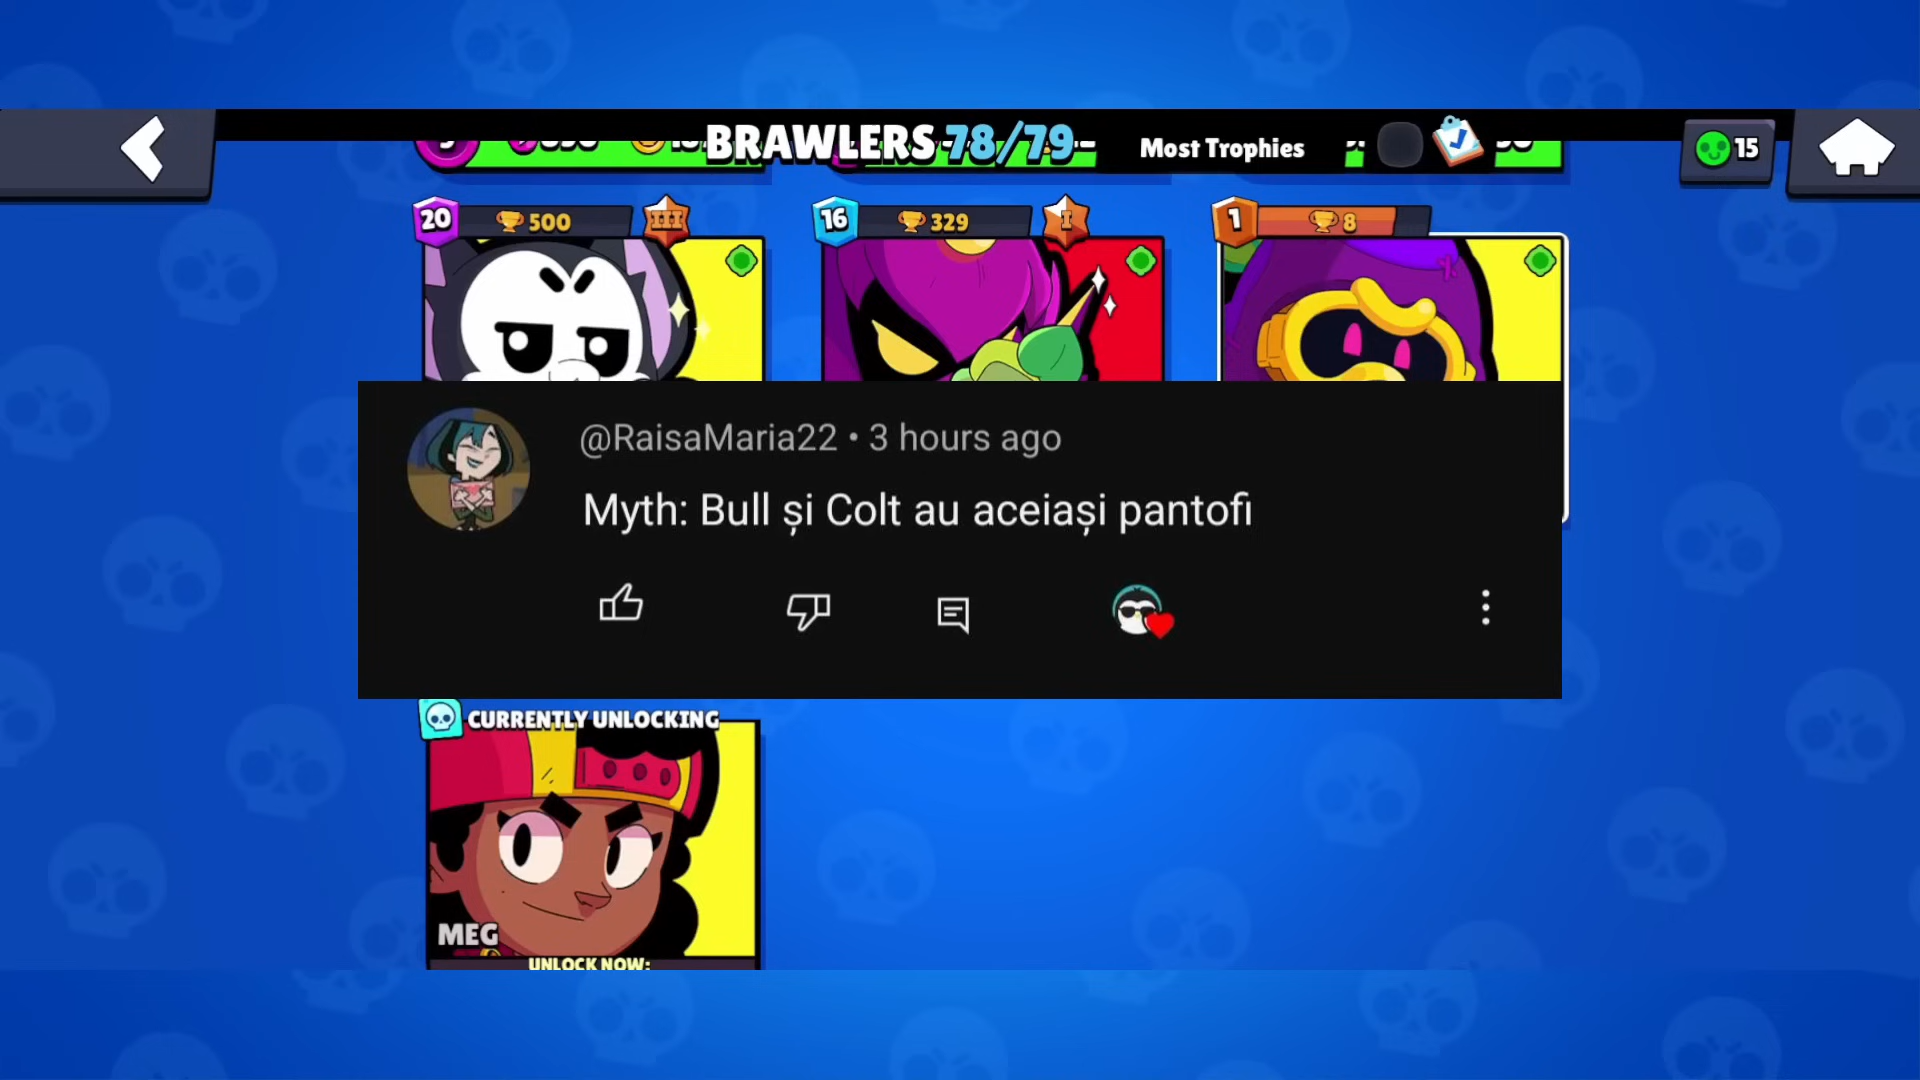 BRAWLERS 78/79
Most Trophies
15
20
500
III
16
329
I
1
8
@RaisaMaria22 • 3 hours ago
Myth: Bull și Colt au aceiași pantofi
CURRENTLY UNLOCKING
MEG
UNLOCK NOW: